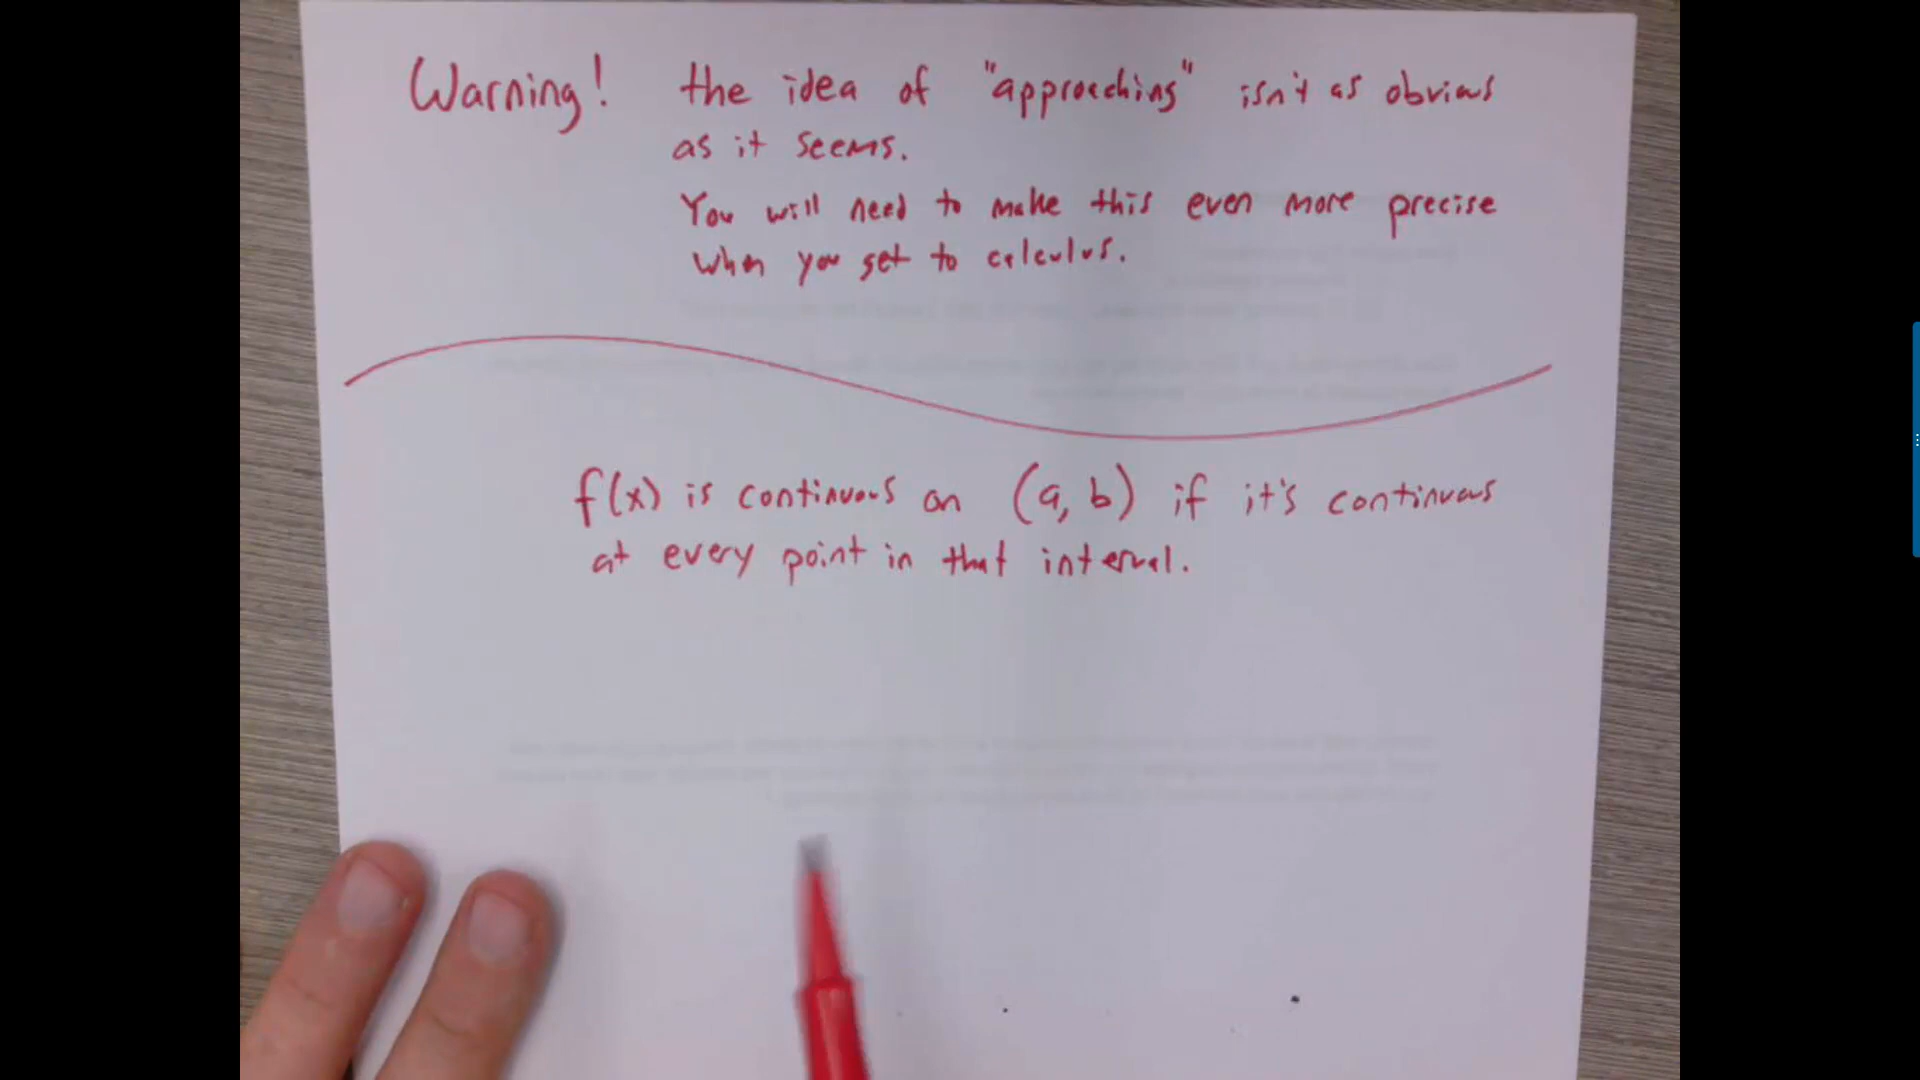 Warning! the idea of "approaching" isn't as obvious
as it seems.
You will need to make this even more precise
when you get to calculus.
f(x) is continuous on (a, b) if it's continuous
at every point in that interval.